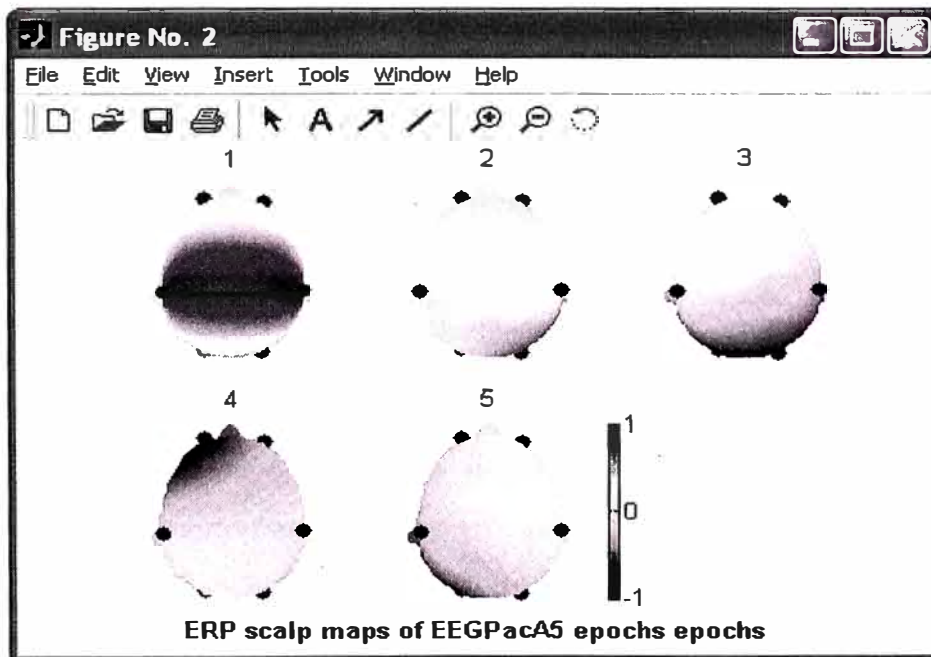 Figure No. 2
File Edit View Insert Tools Window Help
A
1 2 3
4 5
1
0
-1
ERP scalp maps of EEGPacA5 epochs epochs